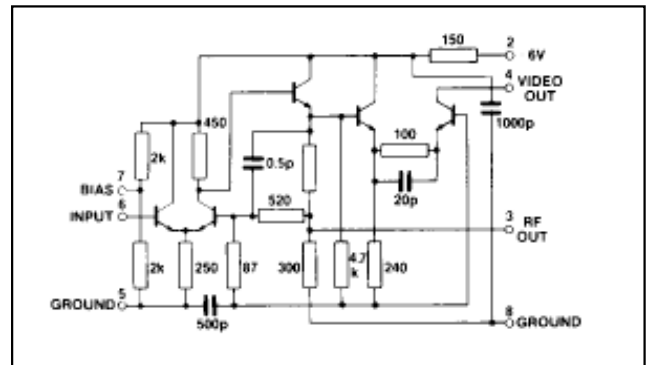 150
2
6V
4
VIDEO
OUT
1000p
450
2k
100
0.5p
7
BIAS
520
20p
6
INPUT
3
RF
OUT
2k
250
87
300
4.7
k
240
5
GROUND
500p
8
GROUND